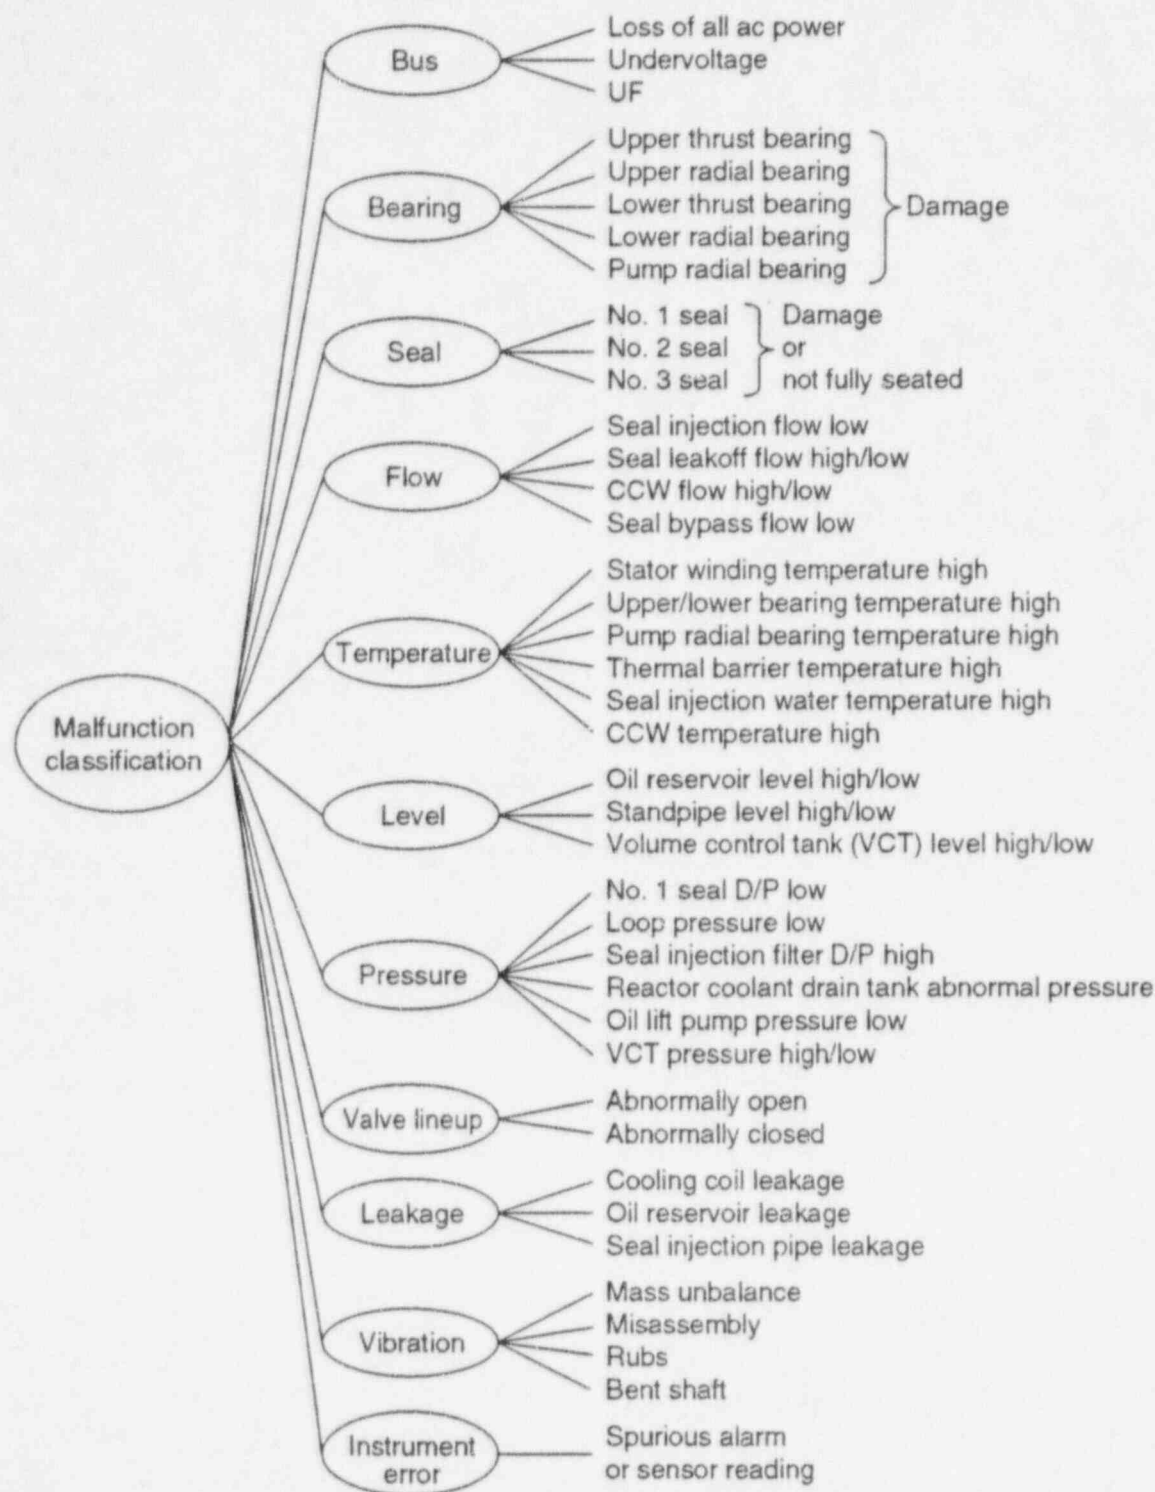 Malfunction
classification
Bus
Loss of all ac power
Undervoltage
UF
Bearing
Upper thrust bearing
Upper radial bearing
Lower thrust bearing
Lower radial bearing
Pump radial bearing
Damage
Seal
No. 1 seal
No. 2 seal
No. 3 seal
Damage
or
not fully seated
Flow
Seal injection flow low
Seal leakoff flow high/low
CCW flow high/low
Seal bypass flow low
Temperature
Stator winding temperature high
Upper/lower bearing temperature high
Pump radial bearing temperature high
Thermal barrier temperature high
Seal injection water temperature high
CCW temperature high
Level
Oil reservoir level high/low
Standpipe level high/low
Volume control tank (VCT) level high/low
Pressure
No. 1 seal D/P low
Loop pressure low
Seal injection filter D/P high
Reactor coolant drain tank abnormal pressure
Oil lift pump pressure low
VCT pressure high/low
Valve lineup
Abnormally open
Abnormally closed
Leakage
Cooling coil leakage
Oil reservoir leakage
Seal injection pipe leakage
Vibration
Mass unbalance
Misassembly
Rubs
Bent shaft
Instrument
error
Spurious alarm
or sensor reading